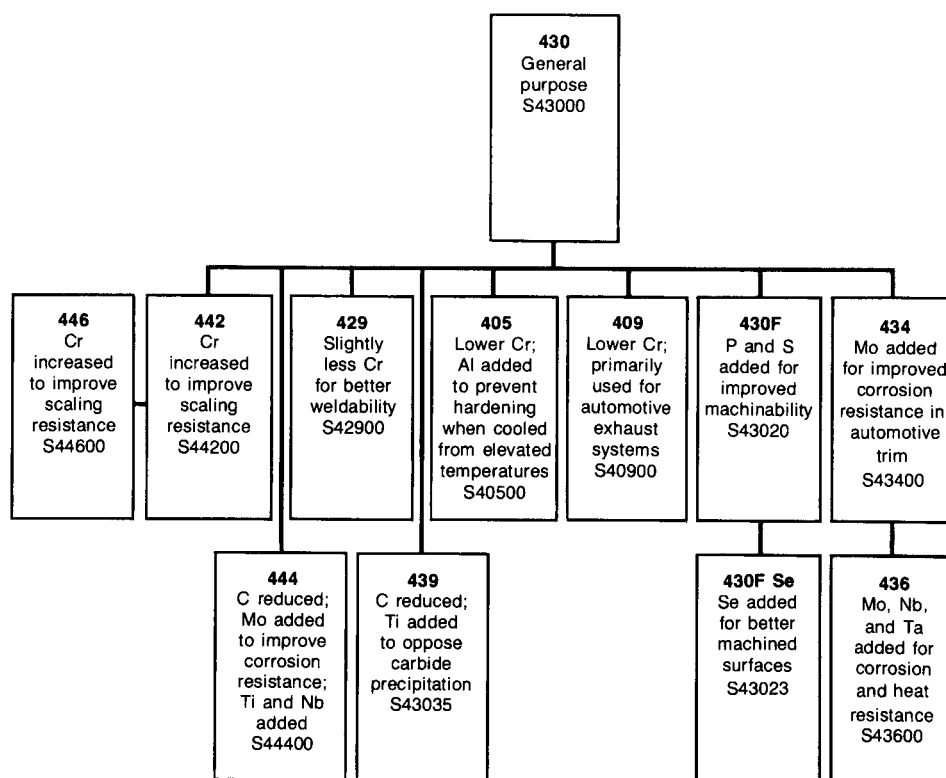 430
General
purpose
S43000
446
Cr
increased
to improve
scaling
resistance
S44600
442
Cr
increased
to improve
scaling
resistance
S44200
429
Slightly
less Cr
for better
weldability
S42900
405
Lower Cr;
Al added
to prevent
hardening
when cooled
from elevated
temperatures
S40500
409
Lower Cr;
primarily
used for
automotive
exhaust
systems
S40900
430F
P and S
added for
improved
machinability
S43020
434
Mo added
for improved
corrosion
resistance in
automotive
trim
S43400
444
C reduced;
Mo added
to improve
corrosion
resistance;
Ti and Nb
added
S44400
439
C reduced;
Ti added
to oppose
carbide
precipitation
S43035
430F Se
Se added
for better
machined
surfaces
S43023
436
Mo, Nb,
and Ta
added for
corrosion
and heat
resistance
S43600